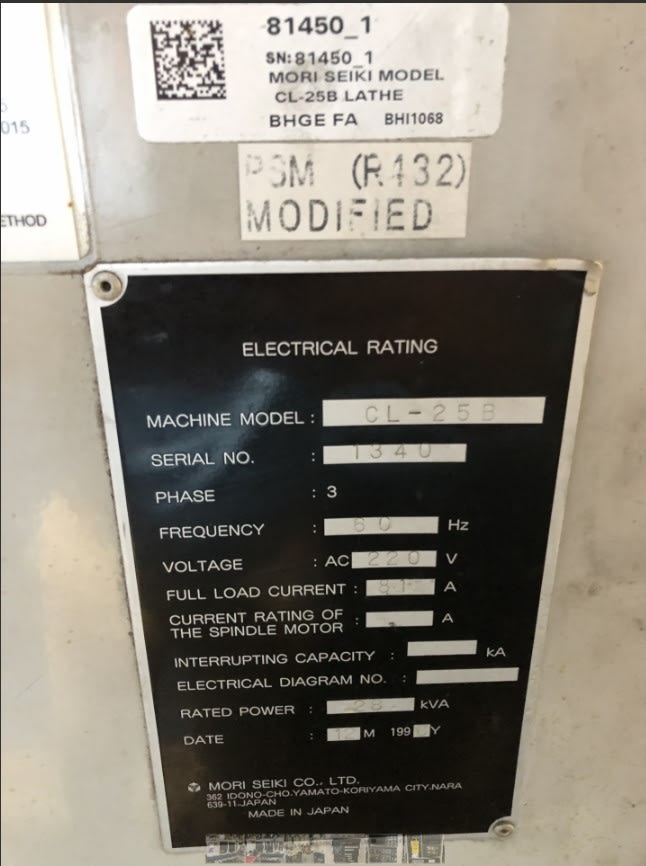 81450_1
SN:81450_1
MORI SEIKI MODEL
CL-25B LATHE
BHGE FA BHI1068
015
ETHOD
PSM (R432)
MODIFIED
ELECTRICAL RATING
MACHINE MODEL : CL-25B
SERIAL NO. : 1340
PHASE : 3
FREQUENCY : 60 Hz
VOLTAGE : AC 220 V
FULL LOAD CURRENT : 81 A
CURRENT RATING OF
THE SPINDLE MOTOR : A
INTERRUPTING CAPACITY : kA
ELECTRICAL DIAGRAM NO. :
RATED POWER : 28 kVA
DATE : 12 M 199 Y
MORI SEIKI CO., LTD.
362 IDONO-CHO,YAMATO-KORIYAMA CITY,NARA
639-11,JAPAN
MADE IN JAPAN